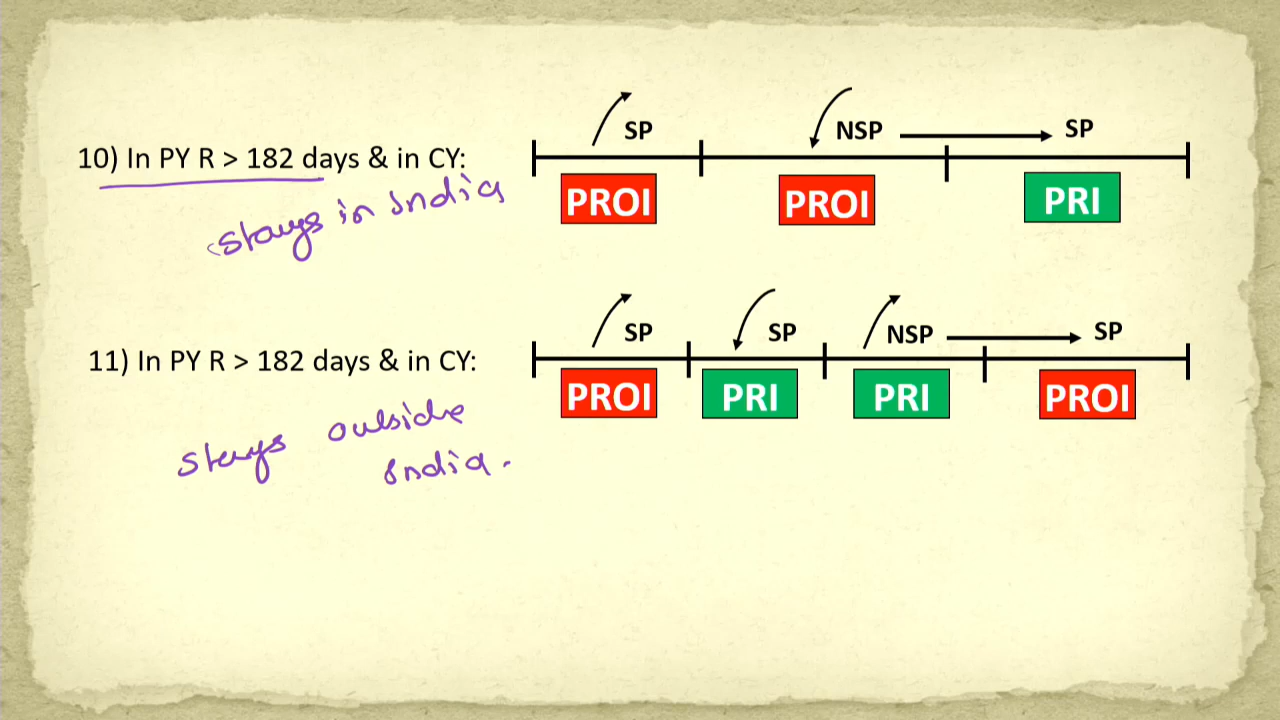 10) In PY R > 182 days & in CY:
stays in India
SP
NSP
SP
PROI
PROI
PRI
11) In PY R > 182 days & in CY:
stays outside
India.
SP
SP
NSP
SP
PROI
PRI
PRI
PROI